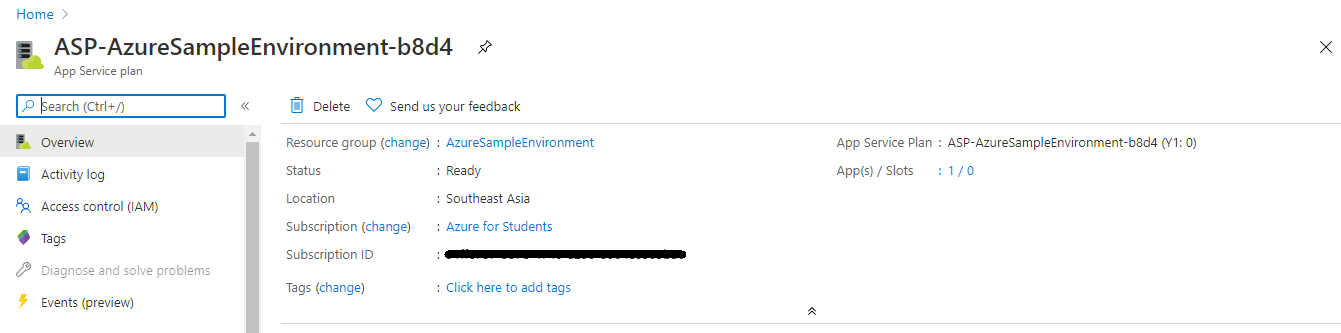 Home >
ASP-AzureSampleEnvironment-b8d4
App Service plan
Search (Ctrl+/)
«
Delete
Send us your feedback
Overview
Activity log
Access control (IAM)
Tags
Diagnose and solve problems
Events (preview)
Resource group (change) : AzureSampleEnvironment
Status : Ready
Location : Southeast Asia
Subscription (change) : Azure for Students
Subscription ID :
Tags (change) : Click here to add tags
App Service Plan : ASP-AzureSampleEnvironment-b8d4 (Y1: 0)
App(s) / Slots : 1 / 0